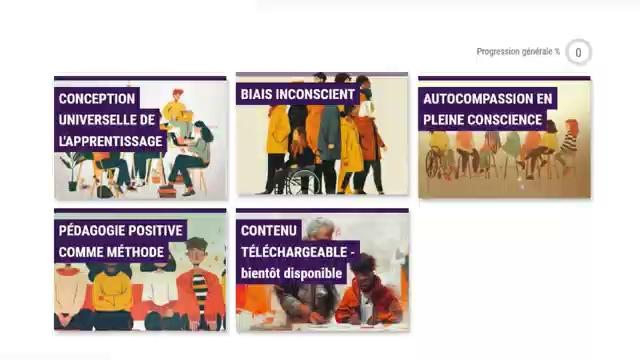 Progression générale % 0
CONCEPTION
UNIVERSELLE DE
L'APPRENTISSAGE
BIAIS INCONSCIENT
AUTOCOMPASSION EN
PLEINE CONSCIENCE
PÉDAGOGIE POSITIVE
COMME MÉTHODE
CONTENU
TÉLÉCHARGEABLE -
bientôt disponible